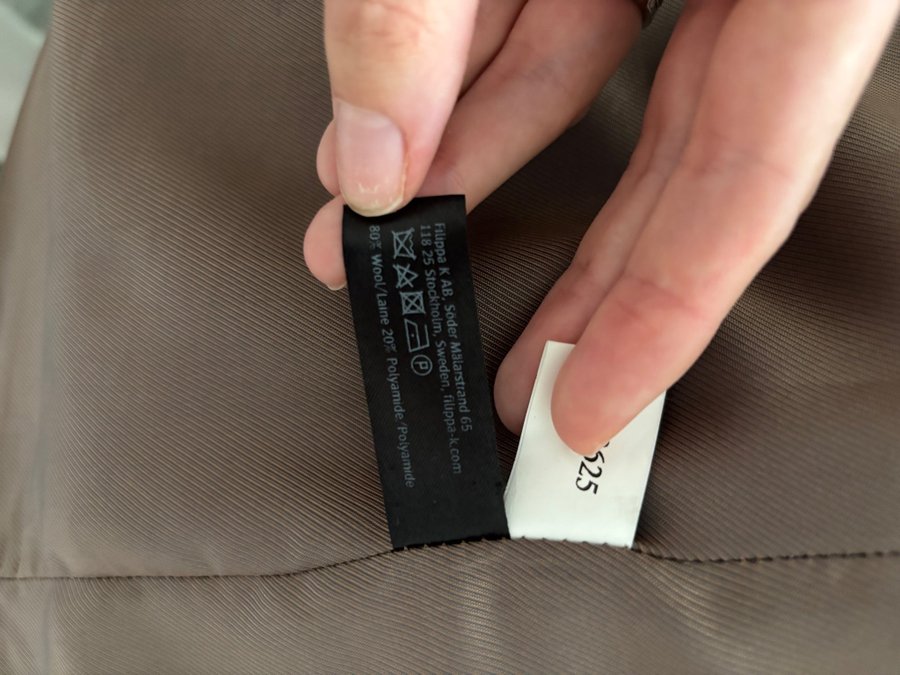 Filippa K AB. Söder Mälarstrand 65
118 25 Stockholm, Sweden, filippa-k.com
P
80% Wool/Laine 20% Polyamide/Polyamide
625